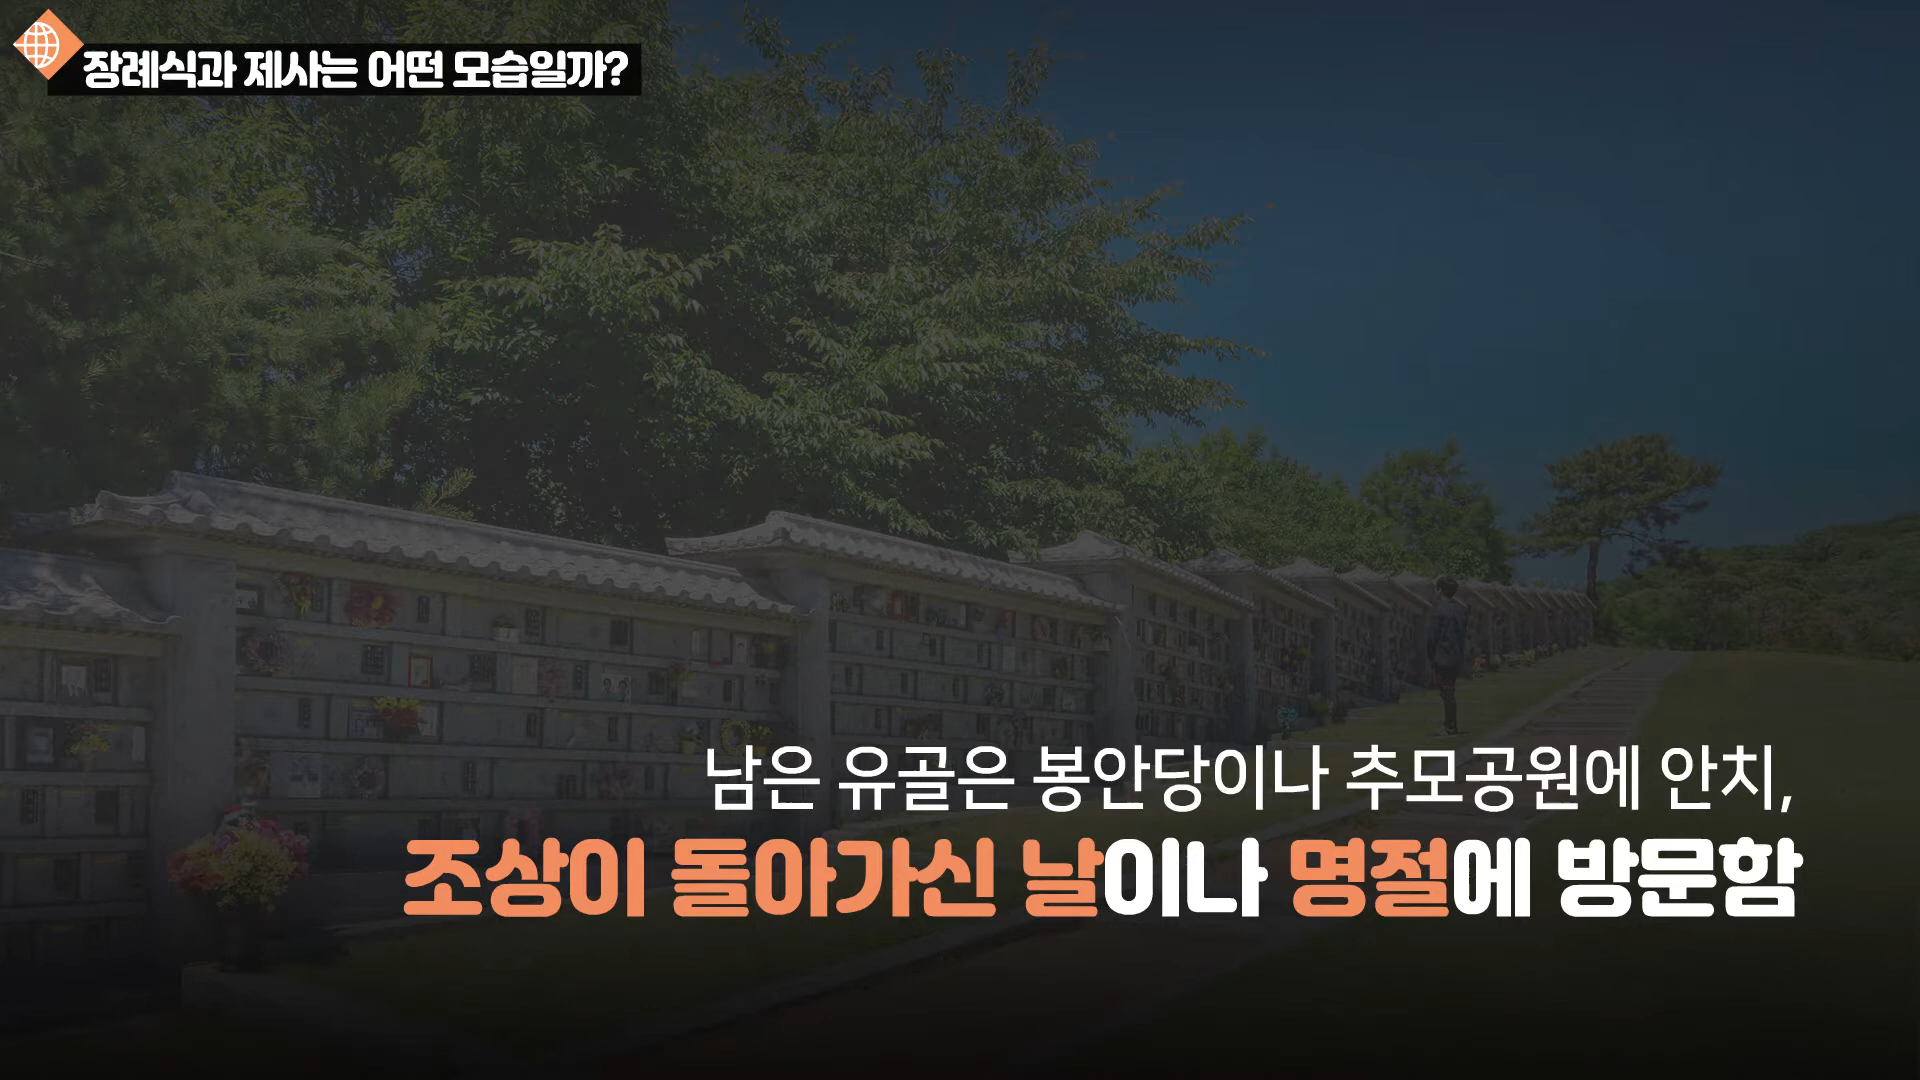 장례식과 제사는 어떤 모습일까?
남은 유골은 봉안당이나 추모공원에 안치,
조상이 돌아가신 날이나 명절에 방문함